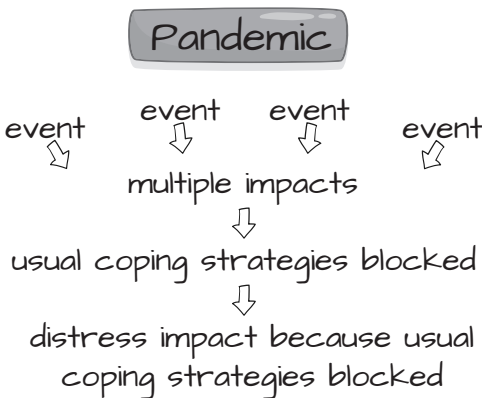 Pandemic
event event event event
multiple impacts
usual coping strategies blocked
distress impact because usual
coping strategies blocked